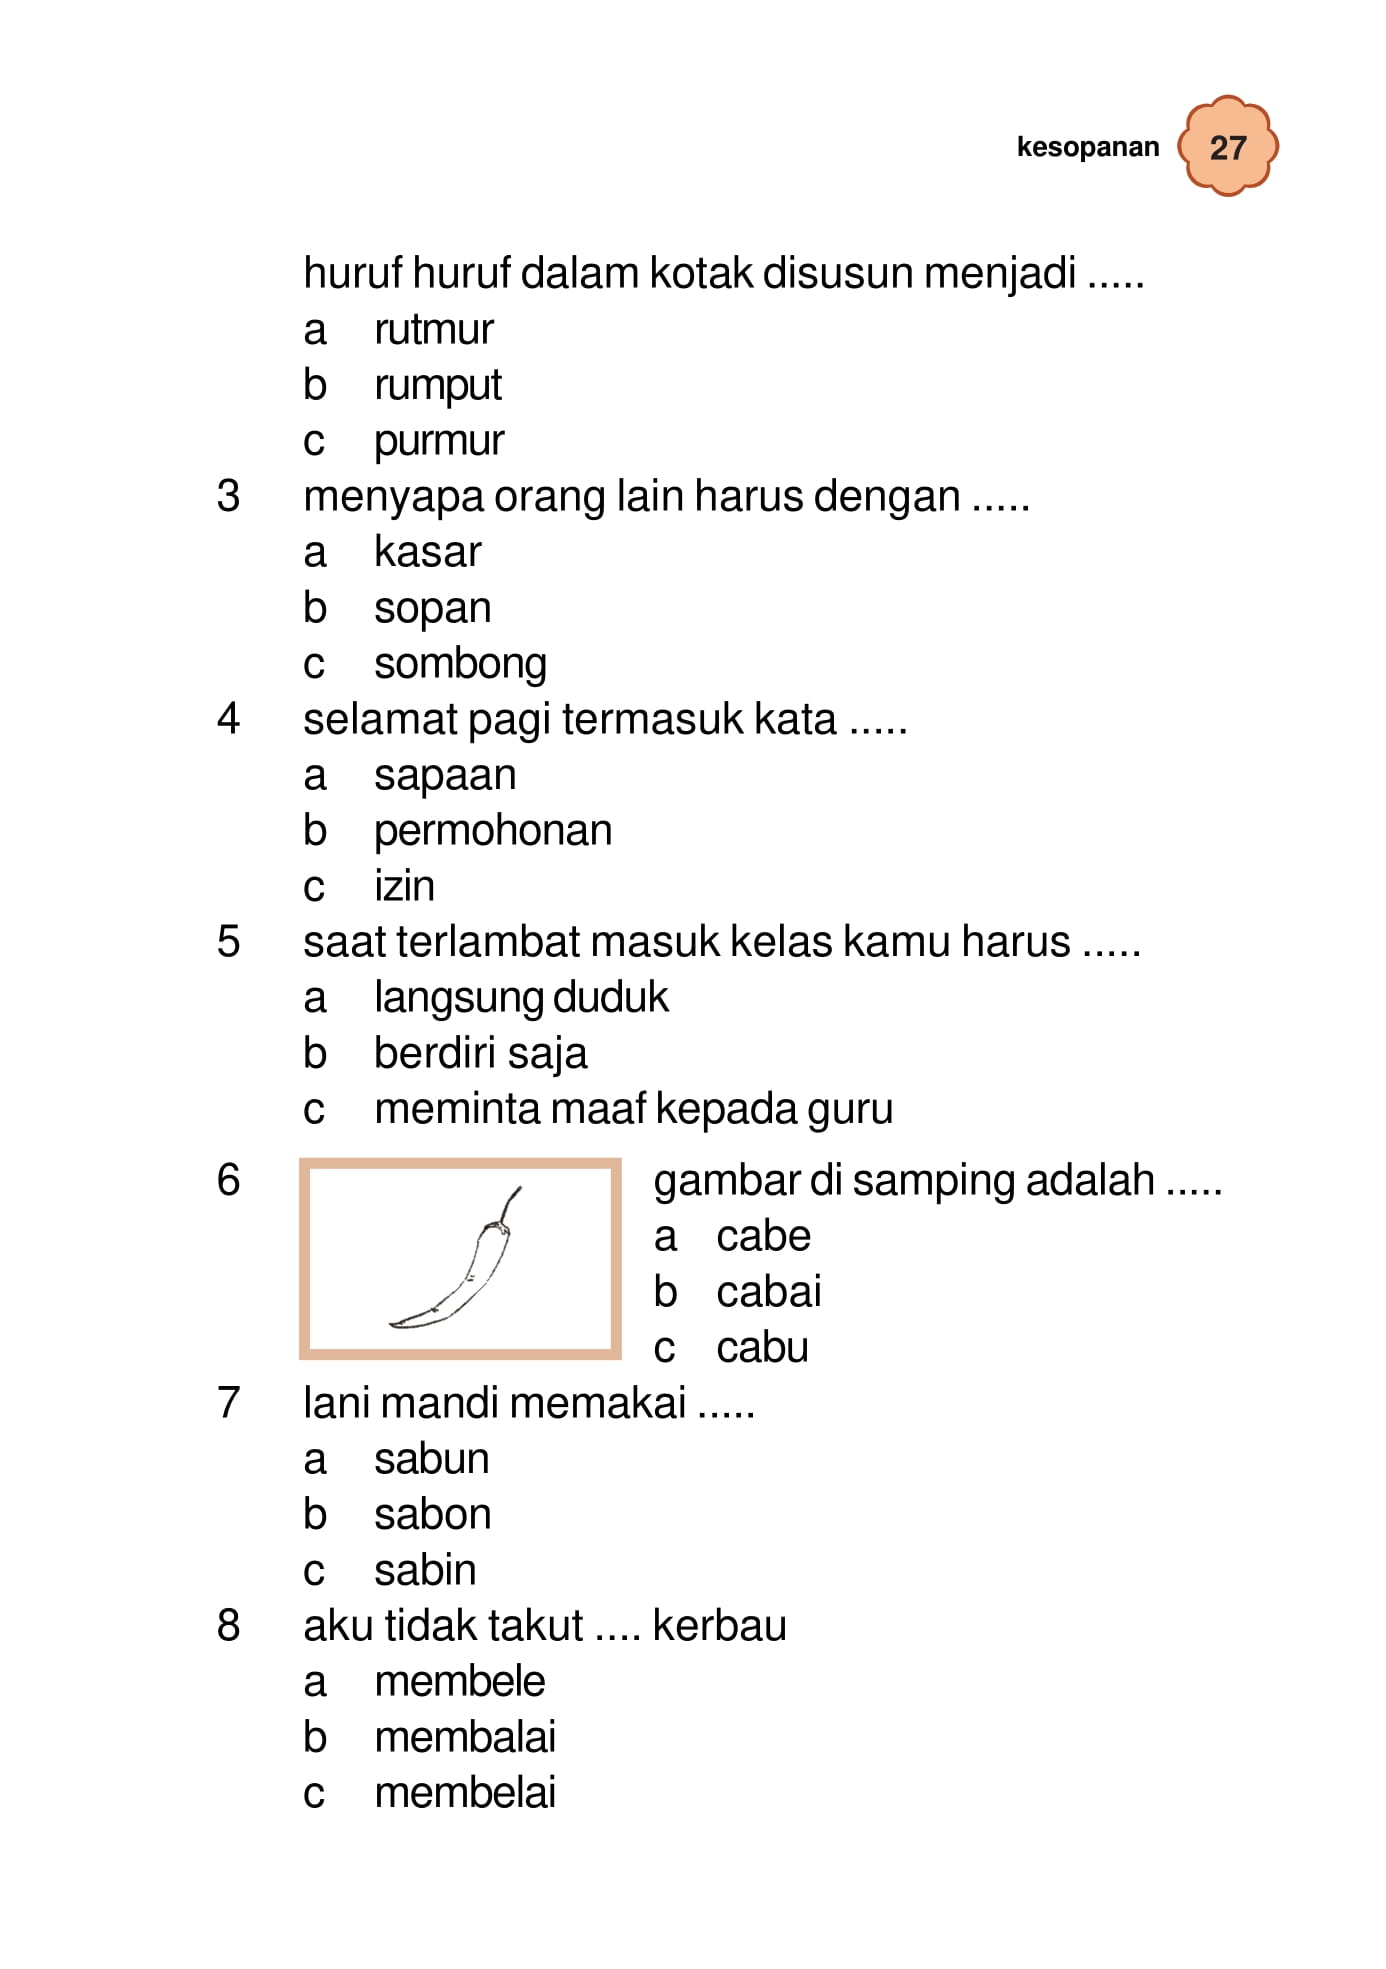 kesopanan 27
huruf huruf dalam kotak disusun menjadi .....
a rutmur
b rumput
c purmur
3 menyapa orang lain harus dengan .....
a kasar
b sopan
c sombong
4 selamat pagi termasuk kata .....
a sapaan
b permohonan
c izin
5 saat terlambat masuk kelas kamu harus .....
a langsung duduk
b berdiri saja
c meminta maaf kepada guru
6 gambar di samping adalah .....
a cabe
b cabai
c cabu
7 lani mandi memakai .....
a sabun
b sabon
c sabin
8 aku tidak takut .... kerbau
a membele
b membalai
c membelai